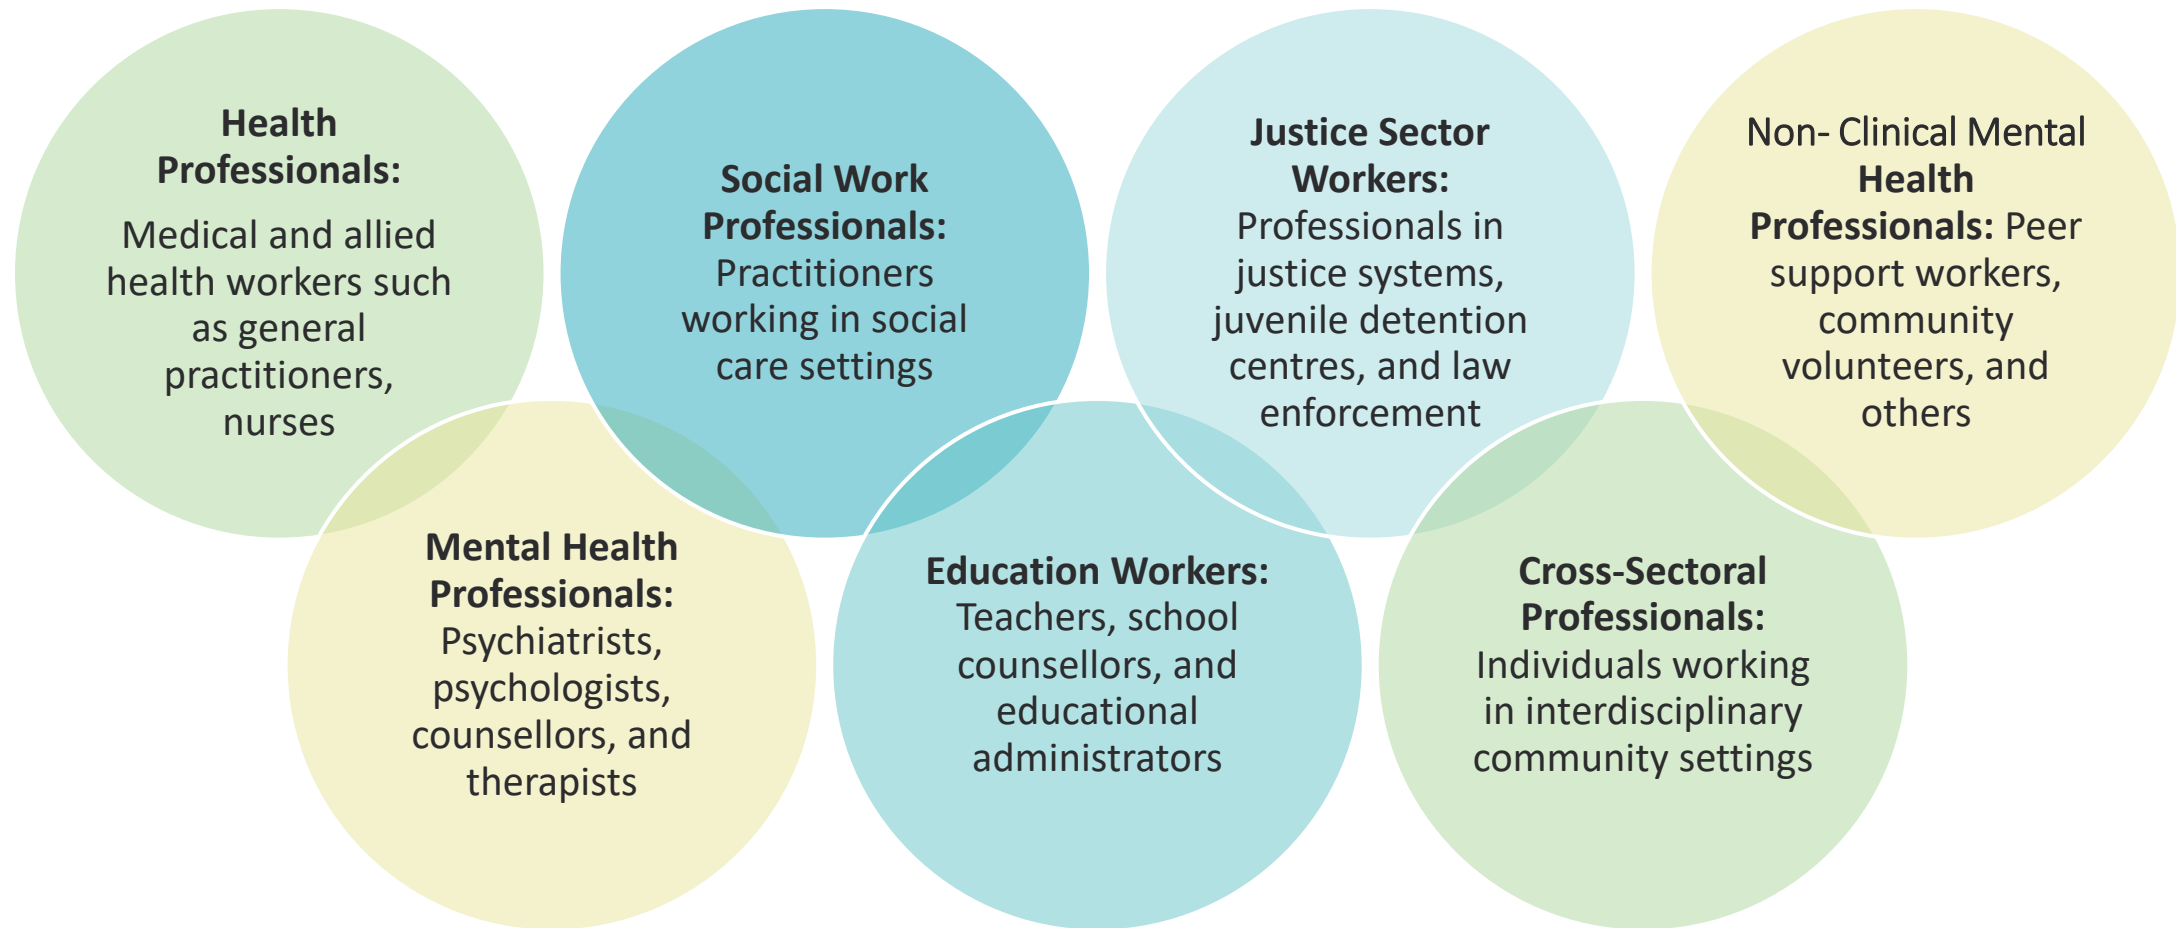 Health
Professionals:
Medical and allied
health workers such
as general
practitioners,
nurses
Mental Health
Professionals:
Psychiatrists,
psychologists,
counsellors, and
therapists
Social Work
Professionals:
Practitioners
working in social
care settings
Education Workers:
Teachers, school
counsellors, and
educational
administrators
Justice Sector
Workers:
Professionals in
justice systems,
juvenile detention
centres, and law
enforcement
Cross-Sectoral
Professionals:
Individuals working
in interdisciplinary
community settings
Non- Clinical Mental
Health
Professionals: Peer
support workers,
community
volunteers, and
others